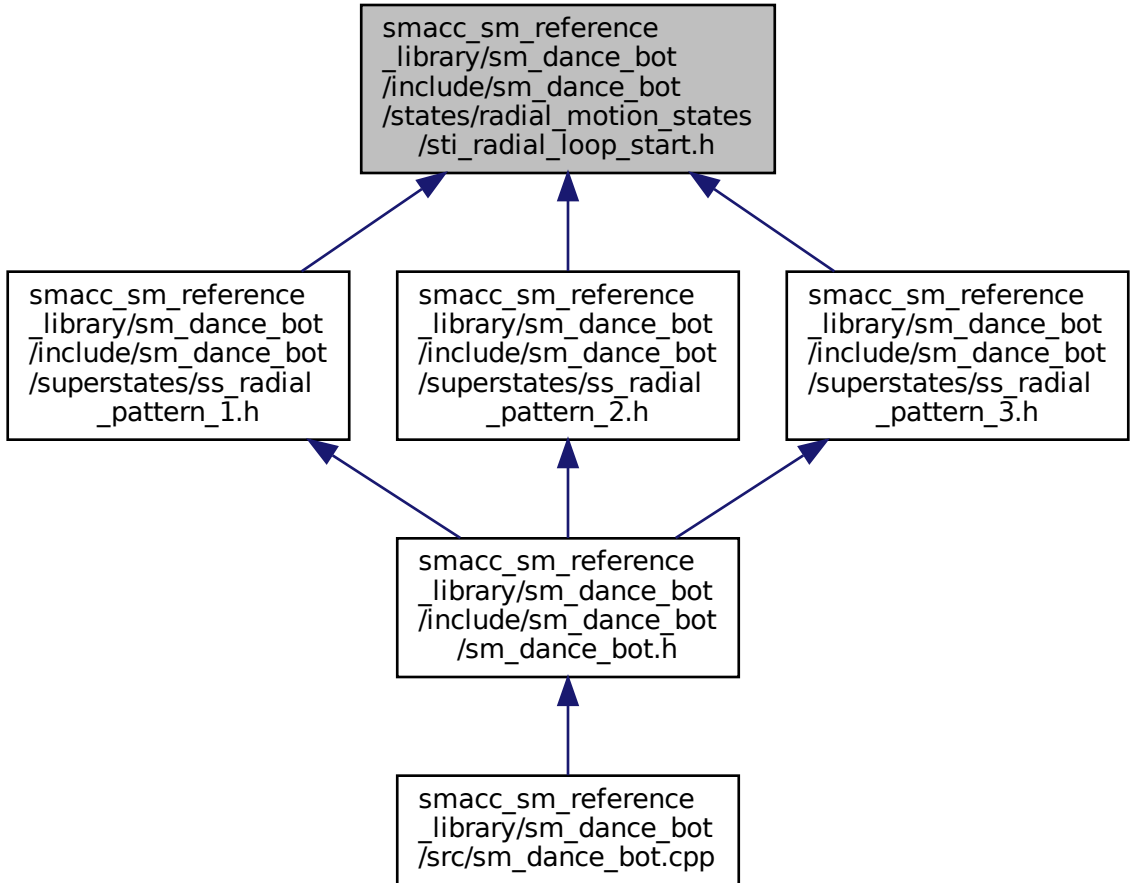 smacc_sm_reference
_library/sm_dance_bot
/include/sm_dance_bot
/states/radial_motion_states
/sti_radial_loop_start.h
smacc_sm_reference
_library/sm_dance_bot
/include/sm_dance_bot
/superstates/ss_radial
_pattern_1.h
smacc_sm_reference
_library/sm_dance_bot
/include/sm_dance_bot
/superstates/ss_radial
_pattern_2.h
smacc_sm_reference
_library/sm_dance_bot
/include/sm_dance_bot
/superstates/ss_radial
_pattern_3.h
smacc_sm_reference
_library/sm_dance_bot
/include/sm_dance_bot
/sm_dance_bot.h
smacc_sm_reference
_library/sm_dance_bot
/src/sm_dance_bot.cpp